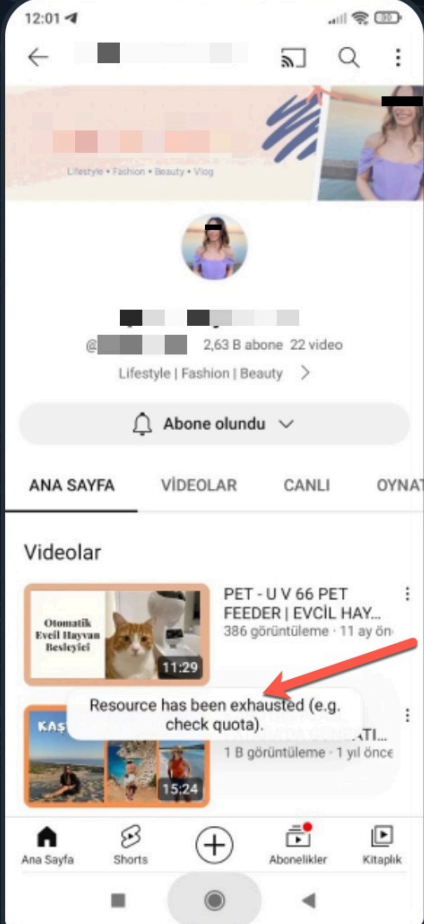 12:01
30
Lifestyle • Fashion • Beauty • Vlog
@
2,63 B abone 22 video
Lifestyle | Fashion | Beauty
Abone olundu
ANA SAYFA VİDEOLAR CANLI OYNAT
Videolar
Otomatik
Evcil Hayvan
Besleyici
11:29
PET - U V 66 PET
FEEDER | EVCİL HAY...
386 görüntüleme · 11 ay ön
Resource has been exhausted (e.g.
check quota).
KAŞ
15:24
1 B görüntüleme · 1 yıl önce
Ana Sayfa Shorts Abonelikler Kitaplık